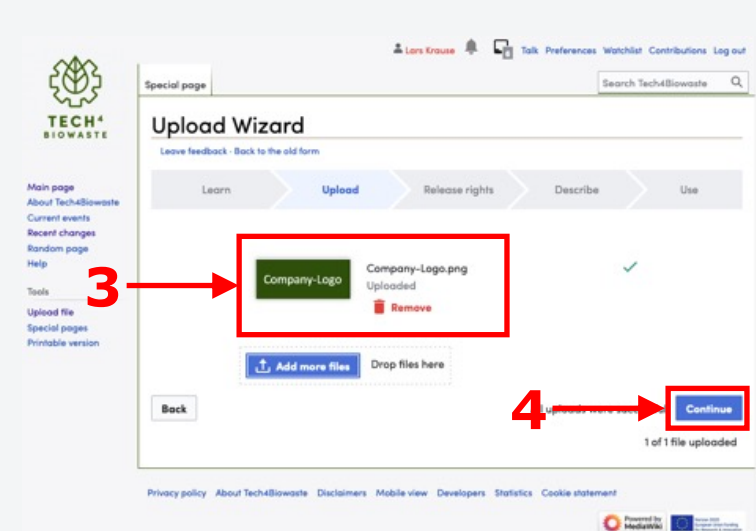 Lars Krause Talk Preferences Watchlist Contributions Log out
Special page
Search Tech4Biowaste
TECH4
BIOWASTE
Upload Wizard
Leave feedback · Back to the old form
Learn Upload Release rights Describe Use
Main page
About Tech4Biowaste
Current events
Recent changes
Random page
Help
Tools
Upload file
Special pages
Printable version
3
Company-Logo
Company-Logo.png
Uploaded
Remove
Add more files Drop files here
Back
4
uploads were
Continue
1 of 1 file uploaded
Privacy policy About Tech4Biowaste Disclaimers Mobile view Developers Statistics Cookie statement
Powered by
MediaWiki